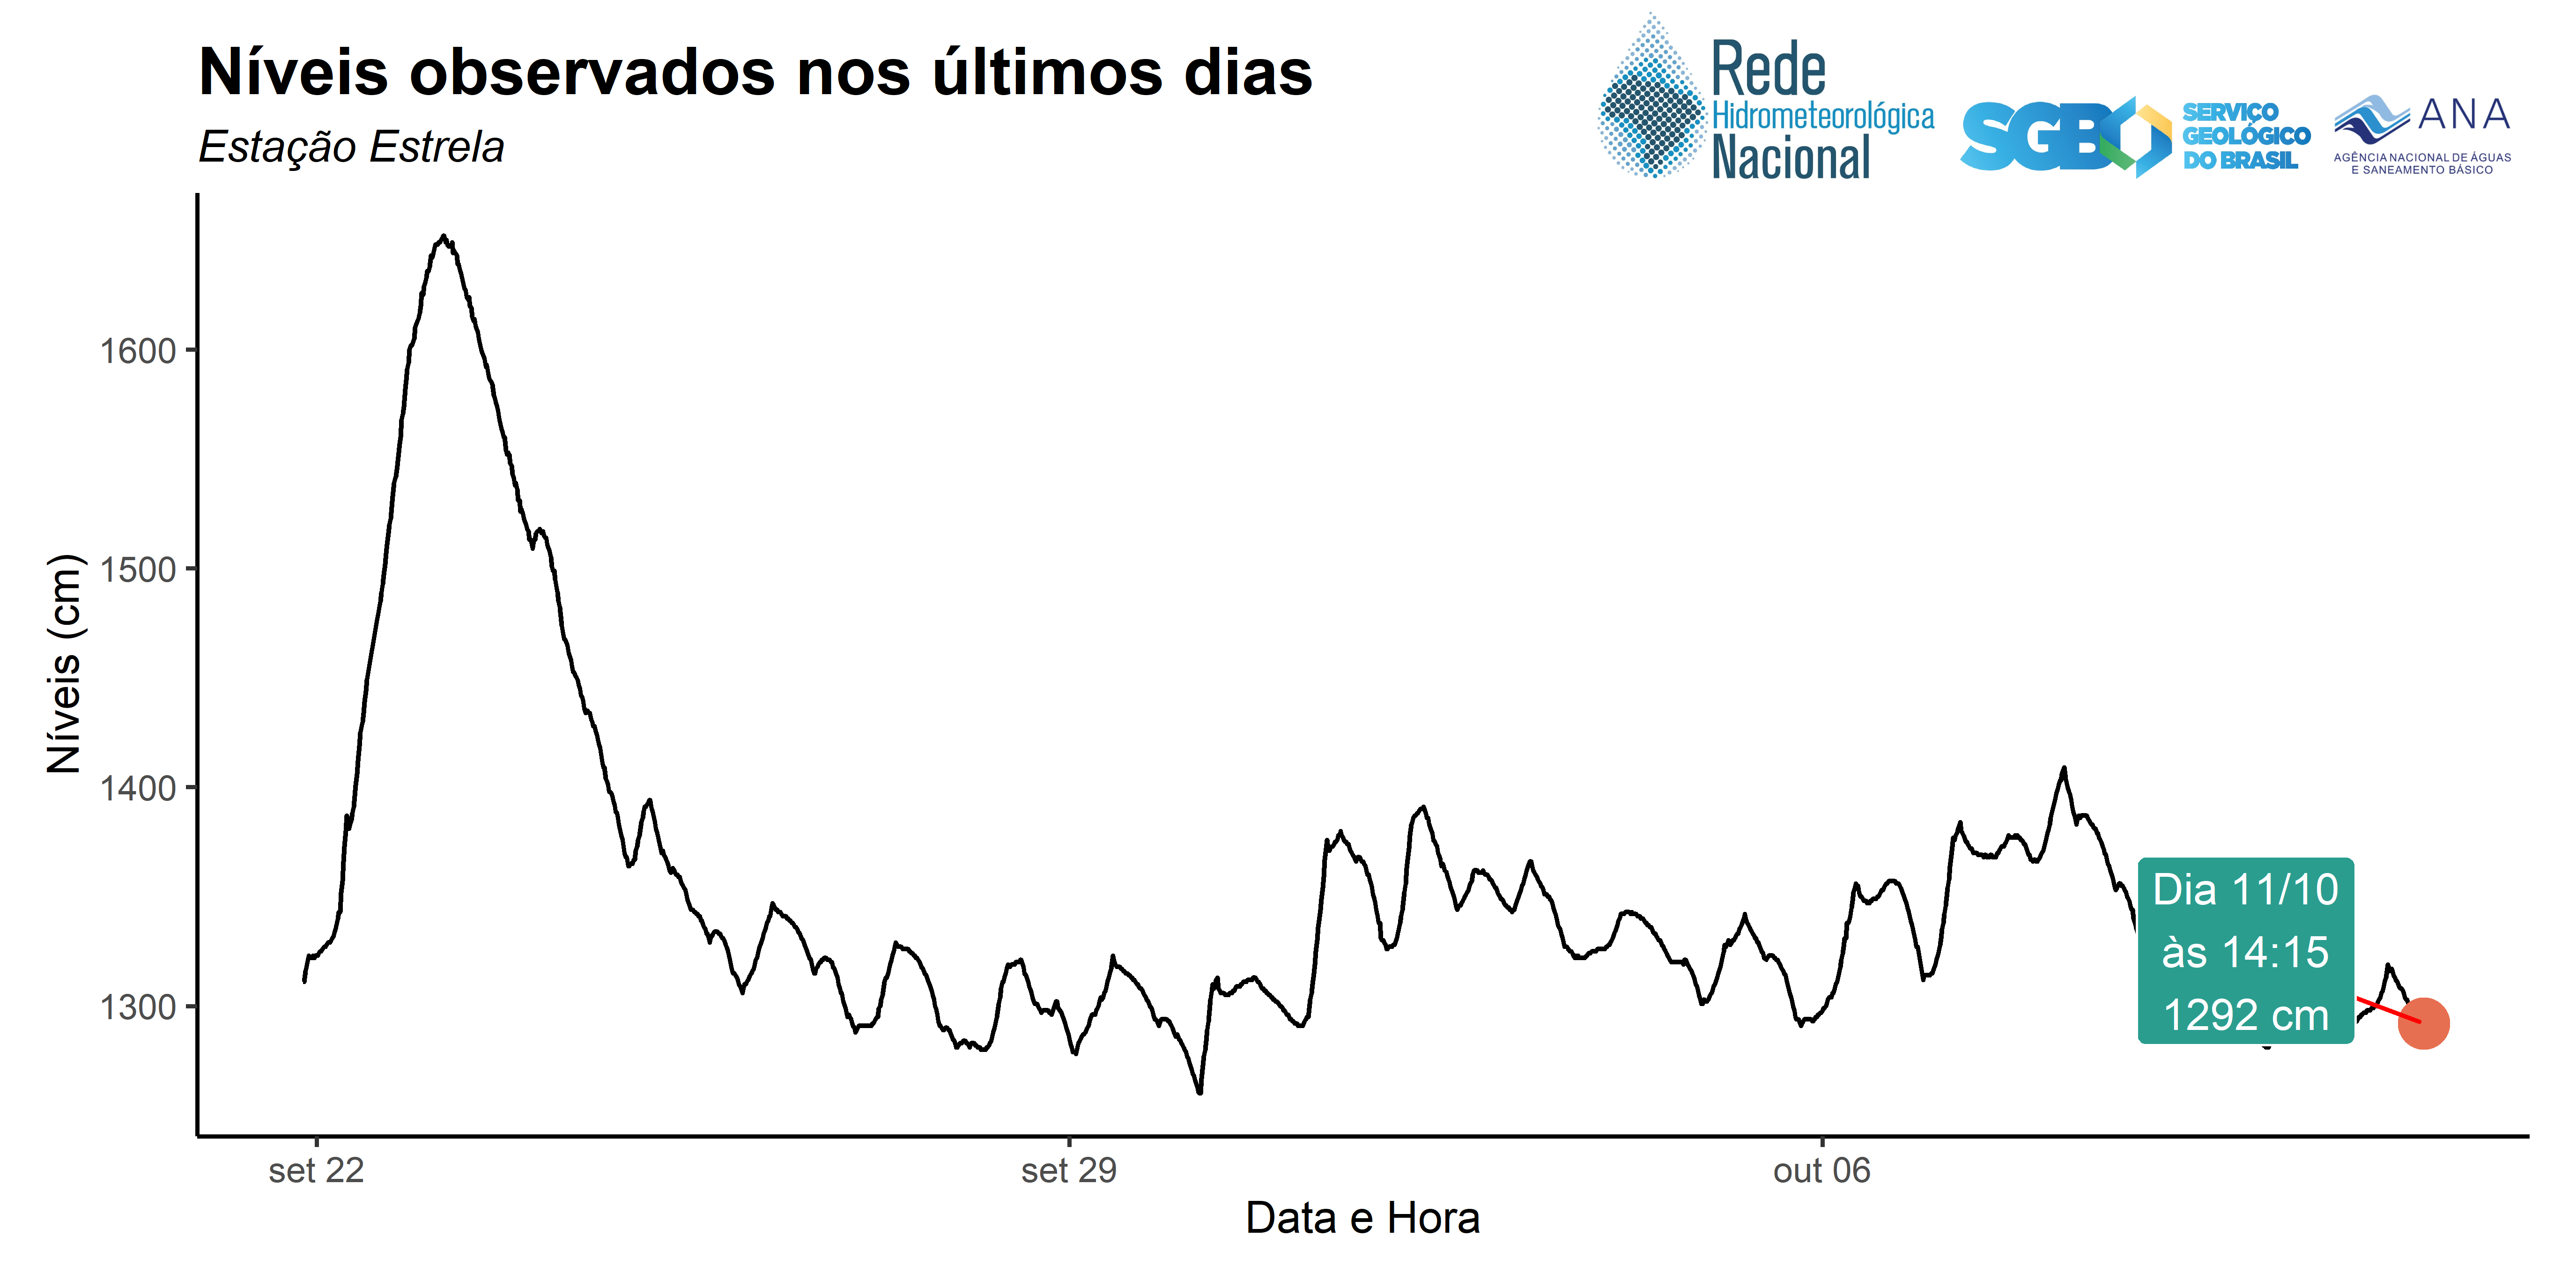 Níveis observados nos últimos dias
Estação Estrela
Rede
Hidrometeorológica
Nacional
SGB
SERVIÇO
GEOLÓGICO
DO BRASIL
ANA
AGÊNCIA NACIONAL DE ÁGUAS
E SANEAMENTO BÁSICO
Níveis (cm)
1600
1500
1400
1300
Dia 11/10
às 14:15
1292 cm
set 22
set 29
out 06
Data e Hora